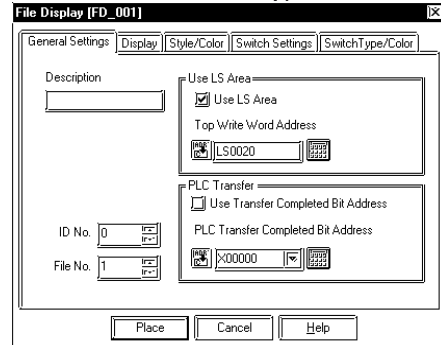 File Display [FD_001]
General Settings Display Style/Color Switch Settings SwitchType/Color
Description
Use LS Area
Use LS Area
Top Write Word Address
LS0020
PLC Transfer
Use Transfer Completed Bit Address
PLC Transfer Completed Bit Address
X00000
ID No. 0
File No. 1
Place Cancel Help